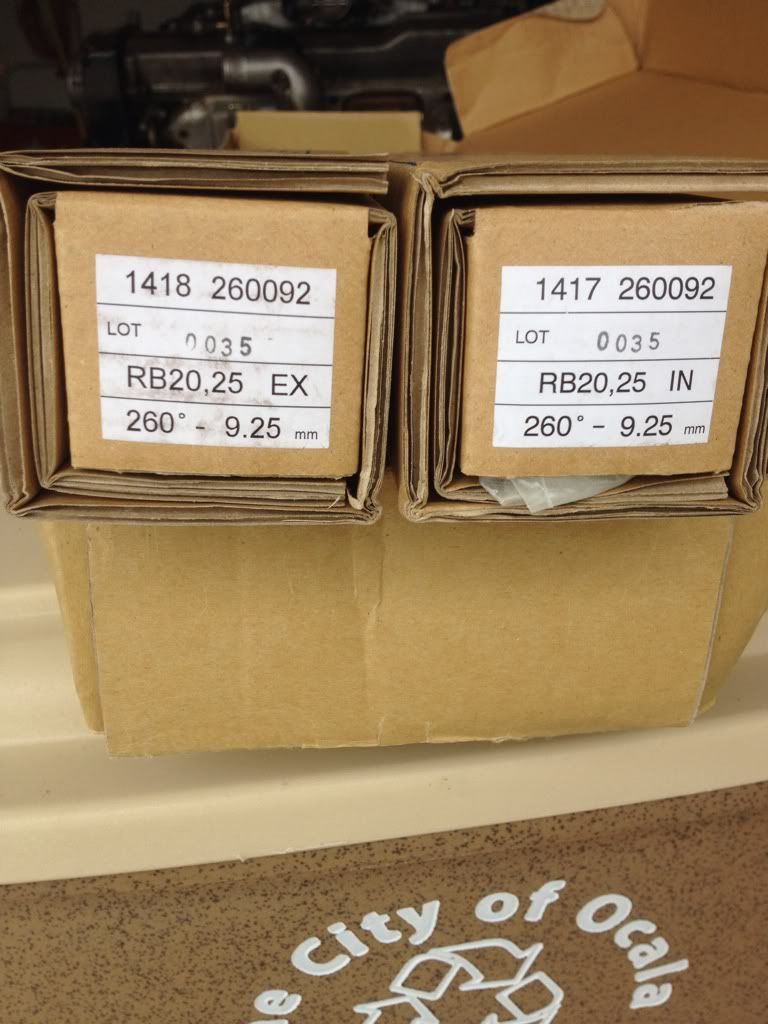 1418 260092
LOT 0035
RB20,25 EX
260° - 9.25 mm
1417 260092
LOT 0035
RB20,25 IN
260° - 9.25 mm
City of Ocala